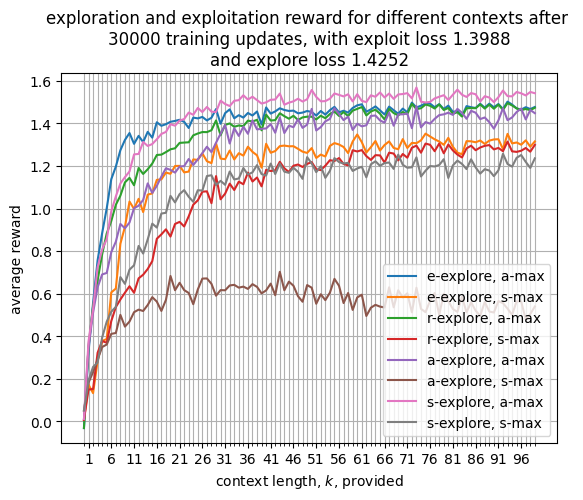 exploration and exploitation reward for different contexts after
30000 training updates, with exploit loss 1.3988
and explore loss 1.4252
1.6
1.4
1.2
1.0
0.8
0.6
0.4
0.2
0.0
average reward
e-explore, a-max
e-explore, s-max
r-explore, a-max
r-explore, s-max
a-explore, a-max
a-explore, s-max
s-explore, a-max
s-explore, s-max
1 6 11 16 21 26 31 36 41 46 51 56 61 66 71 76 81 86 91 96
context length, k, provided